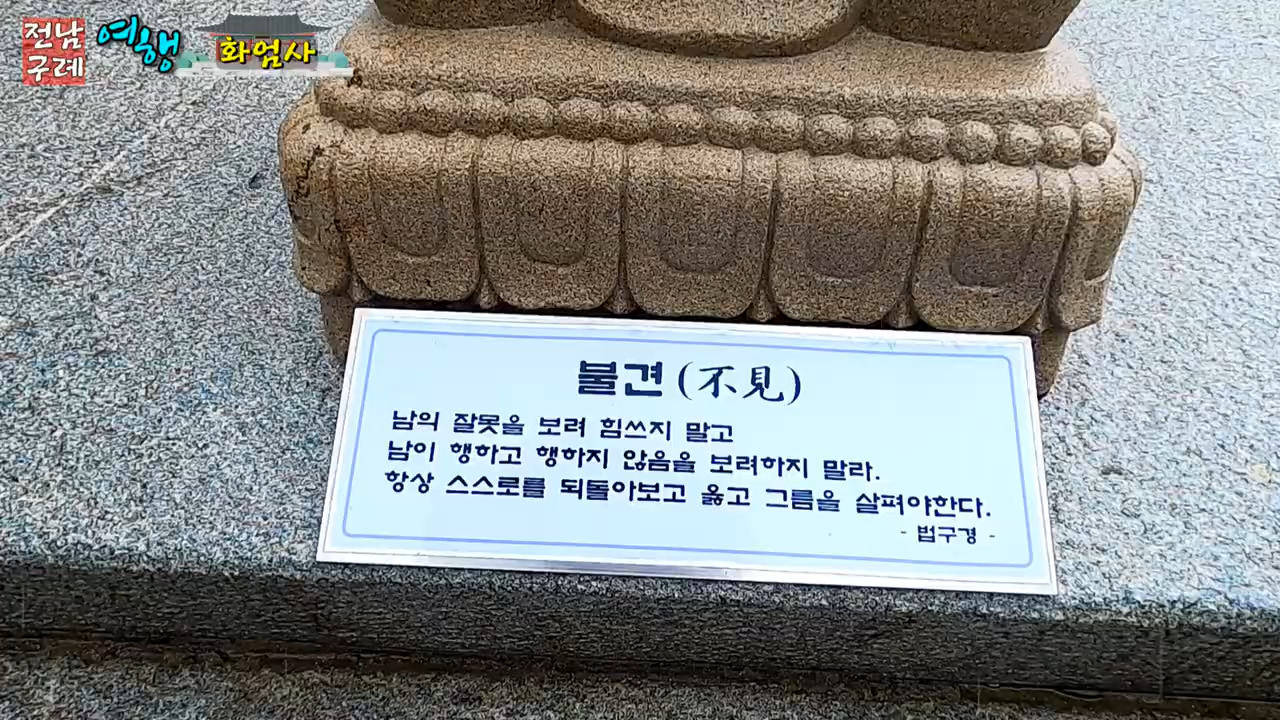 전남
구례
여행
화엄사
불견 (不見)
남의 잘못을 보려 힘쓰지 말고
남이 행하고 행하지 않음을 보려하지 말라.
항상 스스로를 되돌아보고 옳고 그름을 살펴야한다.
- 법구경 -